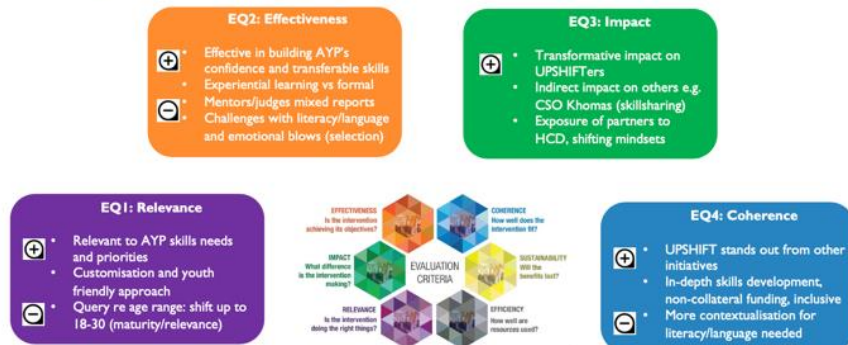 EQ2: Effectiveness
Effective in building AYP's
confidence and transferable skills
Experiential learning vs formal
Mentors/judges mixed reports
Challenges with literacy/language
and emotional blows (selection)
EQ3: Impact
Transformative impact on
UPSHIFTers
Indirect impact on others e.g.
CSO Khomas (skillsharing)
Exposure of partners to
HCD, shifting mindsets
EQ1: Relevance
Relevant to AYP skills needs
and priorities
Customisation and youth
friendly approach
Query re age range: shift up to
18-30 (maturity/relevance)
EFFECTIVENESS
Is the intervention
achieving its objectives?
COHERENCE
How well does the
intervention fit?
IMPACT
What difference
is the intervention
making?
EVALUATION
CRITERIA
SUSTAINABILITY
Will the
benefits last?
RELEVANCE
Is the intervention
doing the right things?
EFFICIENCY
How well are
resources used?
EQ4: Coherence
UPSHIFT stands out from other
initiatives
In-depth skills development,
non-collateral funding, inclusive
More contextualisation for
literacy/language needed